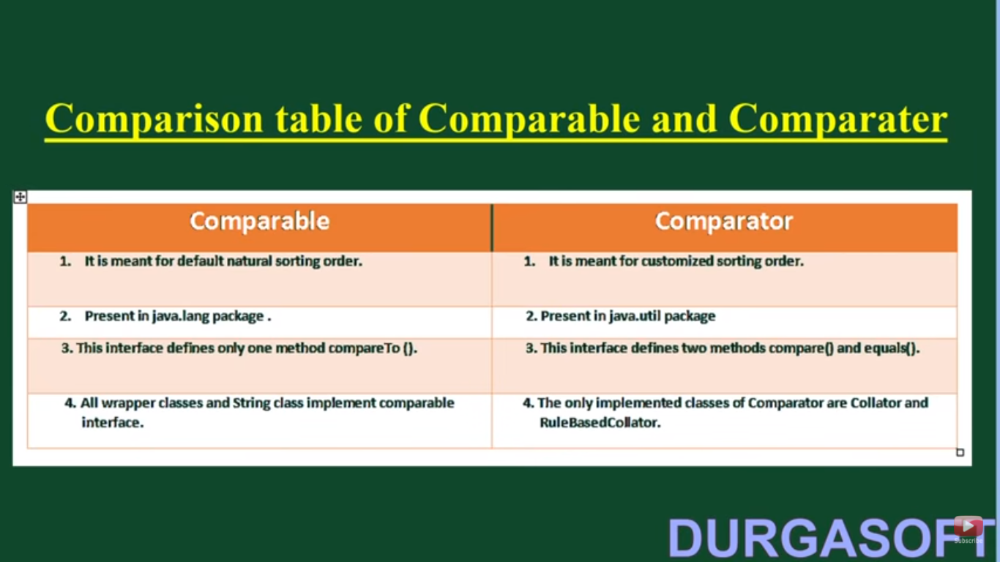 Comparison table of Comparable and Comparater
Comparable
Comparator
1. It is meant for default natural sorting order.
1. It is meant for customized sorting order.
2. Present in java.lang package .
2. Present in java.util package
3. This interface defines only one method compareTo ().
3. This interface defines two methods compare() and equals().
4. All wrapper classes and String class implement comparable
interface.
4. The only implemented classes of Comparator are Collator and
RuleBasedCollator.
DURGASOFT
Subscribe